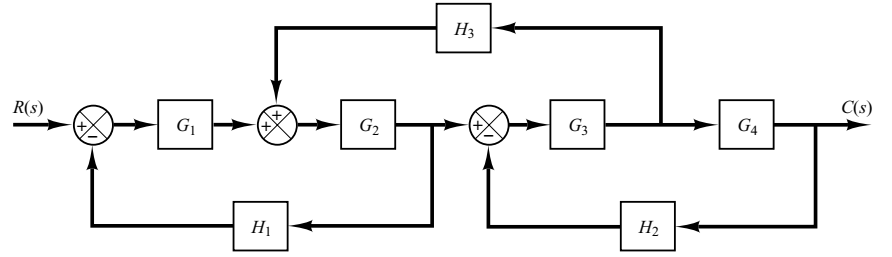 H3
R(s)
C(s)
+
+
+
+
G1
G2
G3
G4
−
−
H1
H2